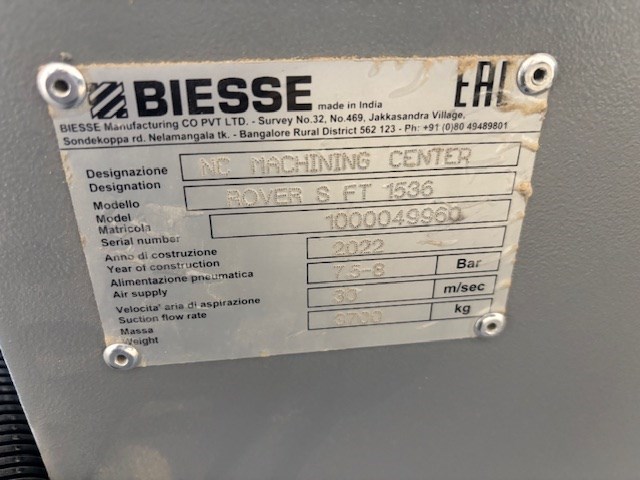 BIESSE made in India EAC
BIESSE Manufacturing CO PVT LTD. - Survey No.32, No.469, Jakkasandra Village,
Sondekoppa rd. Nelamangala tk. - Bangalore Rural District 562 123 - Ph: +91 (0)80 49489801
Designazione
Designation
NC MACHINING CENTER
Modello
Model
ROVER S FT 1536
Matricola
Serial number
1000049960
Anno di costruzione
Year of construction
2022
Alimentazione pneumatica
Air supply
7.5-8 Bar
Velocita' aria di aspirazione
Suction flow rate
30 m/sec
Massa
Weight
3700 kg